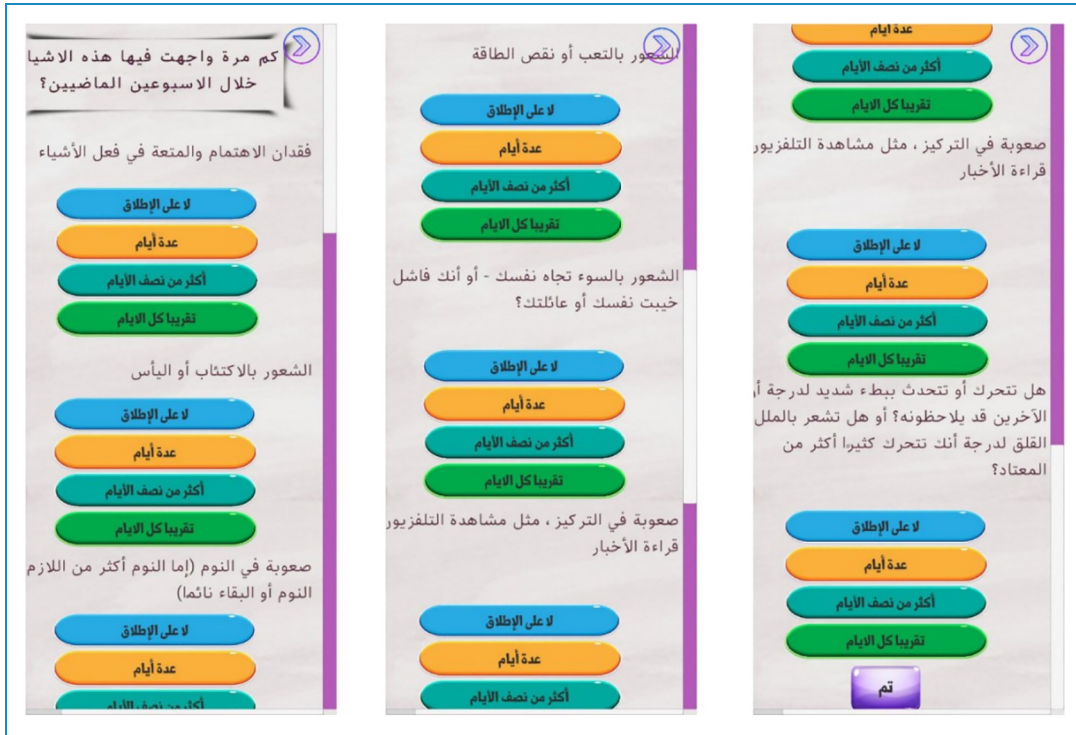 كم مرة واجهت فيها هذه الاشيا
خلال الاسبوعين الماضيين؟
فقدان الاهتمام والمتعة في فعل الأشياء
لا على الإطلاق
عدة أيام
أكثر من نصف الأيام
تقريبا كل الايام
الشعور بالاكتئاب أو اليأس
لا على الإطلاق
عدة أيام
أكثر من نصف الأيام
تقريبا كل الايام
صعوبة في النوم (إما النوم أكثر من اللازم
النوم أو البقاء نائما)
لا على الإطلاق
عدة أيام
أكثر من نصف الأيام
الشعور بالتعب أو نقص الطاقة
لا على الإطلاق
عدة أيام
أكثر من نصف الأيام
تقريبا كل الايام
الشعور بالسوء تجاه نفسك - أو أنك فاشل
خيبت نفسك أو عائلتك؟
لا على الإطلاق
عدة أيام
أكثر من نصف الأيام
تقريبا كل الايام
صعوبة في التركيز ، مثل مشاهدة التلفزيور
قراءة الأخبار
لا على الإطلاق
عدة أيام
أكثر من نصف الأيام
عدة أيام
أكثر من نصف الأيام
تقريبا كل الايام
صعوبة في التركيز ، مثل مشاهدة التلفزيور
قراءة الأخبار
لا على الإطلاق
عدة أيام
أكثر من نصف الأيام
تقريبا كل الايام
هل تتحرك أو تتحدث ببطء شديد لدرجة أ
الآخرين قد يلاحظونه؟ أو هل تشعر بالملل
القلق لدرجة أنك تتحرك كثيرا أكثر من
المعتاد؟
لا على الإطلاق
عدة أيام
أكثر من نصف الأيام
تقريبا كل الايام
تم